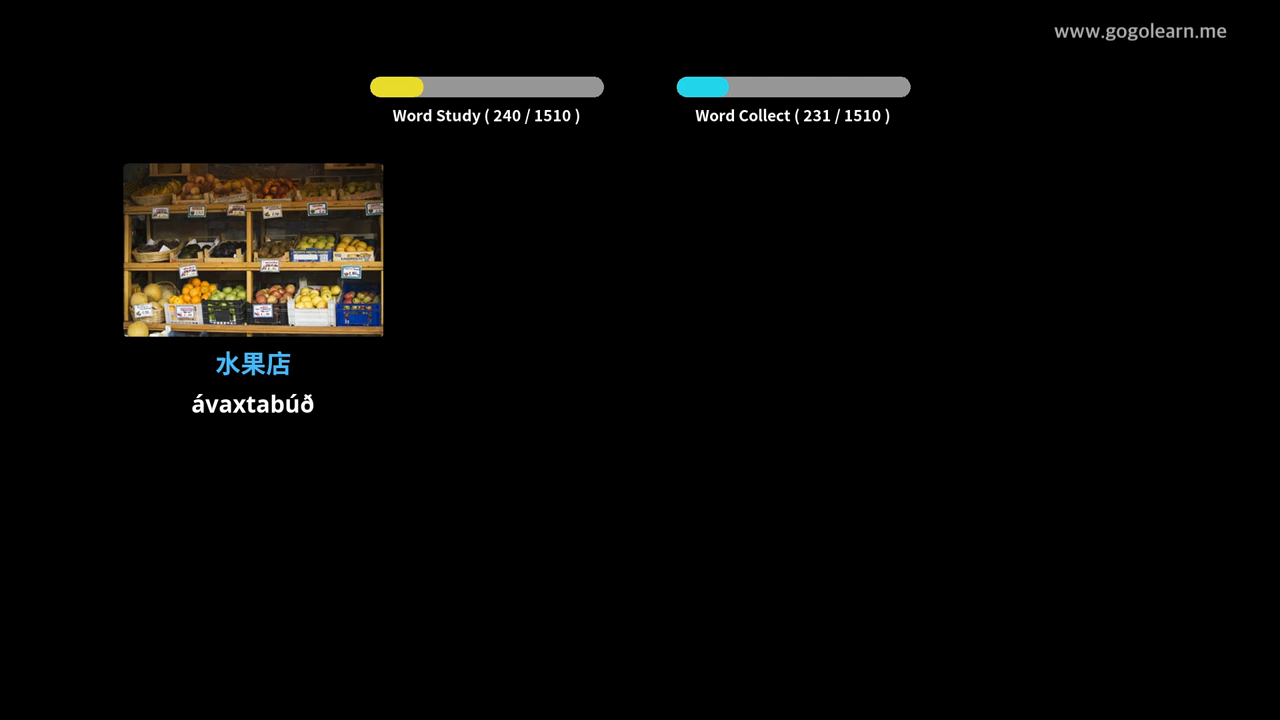 www.gogolearn.me
Word Study ( 240 / 1510 )
Word Collect ( 231 / 1510 )
水果店
ávaxtabúð